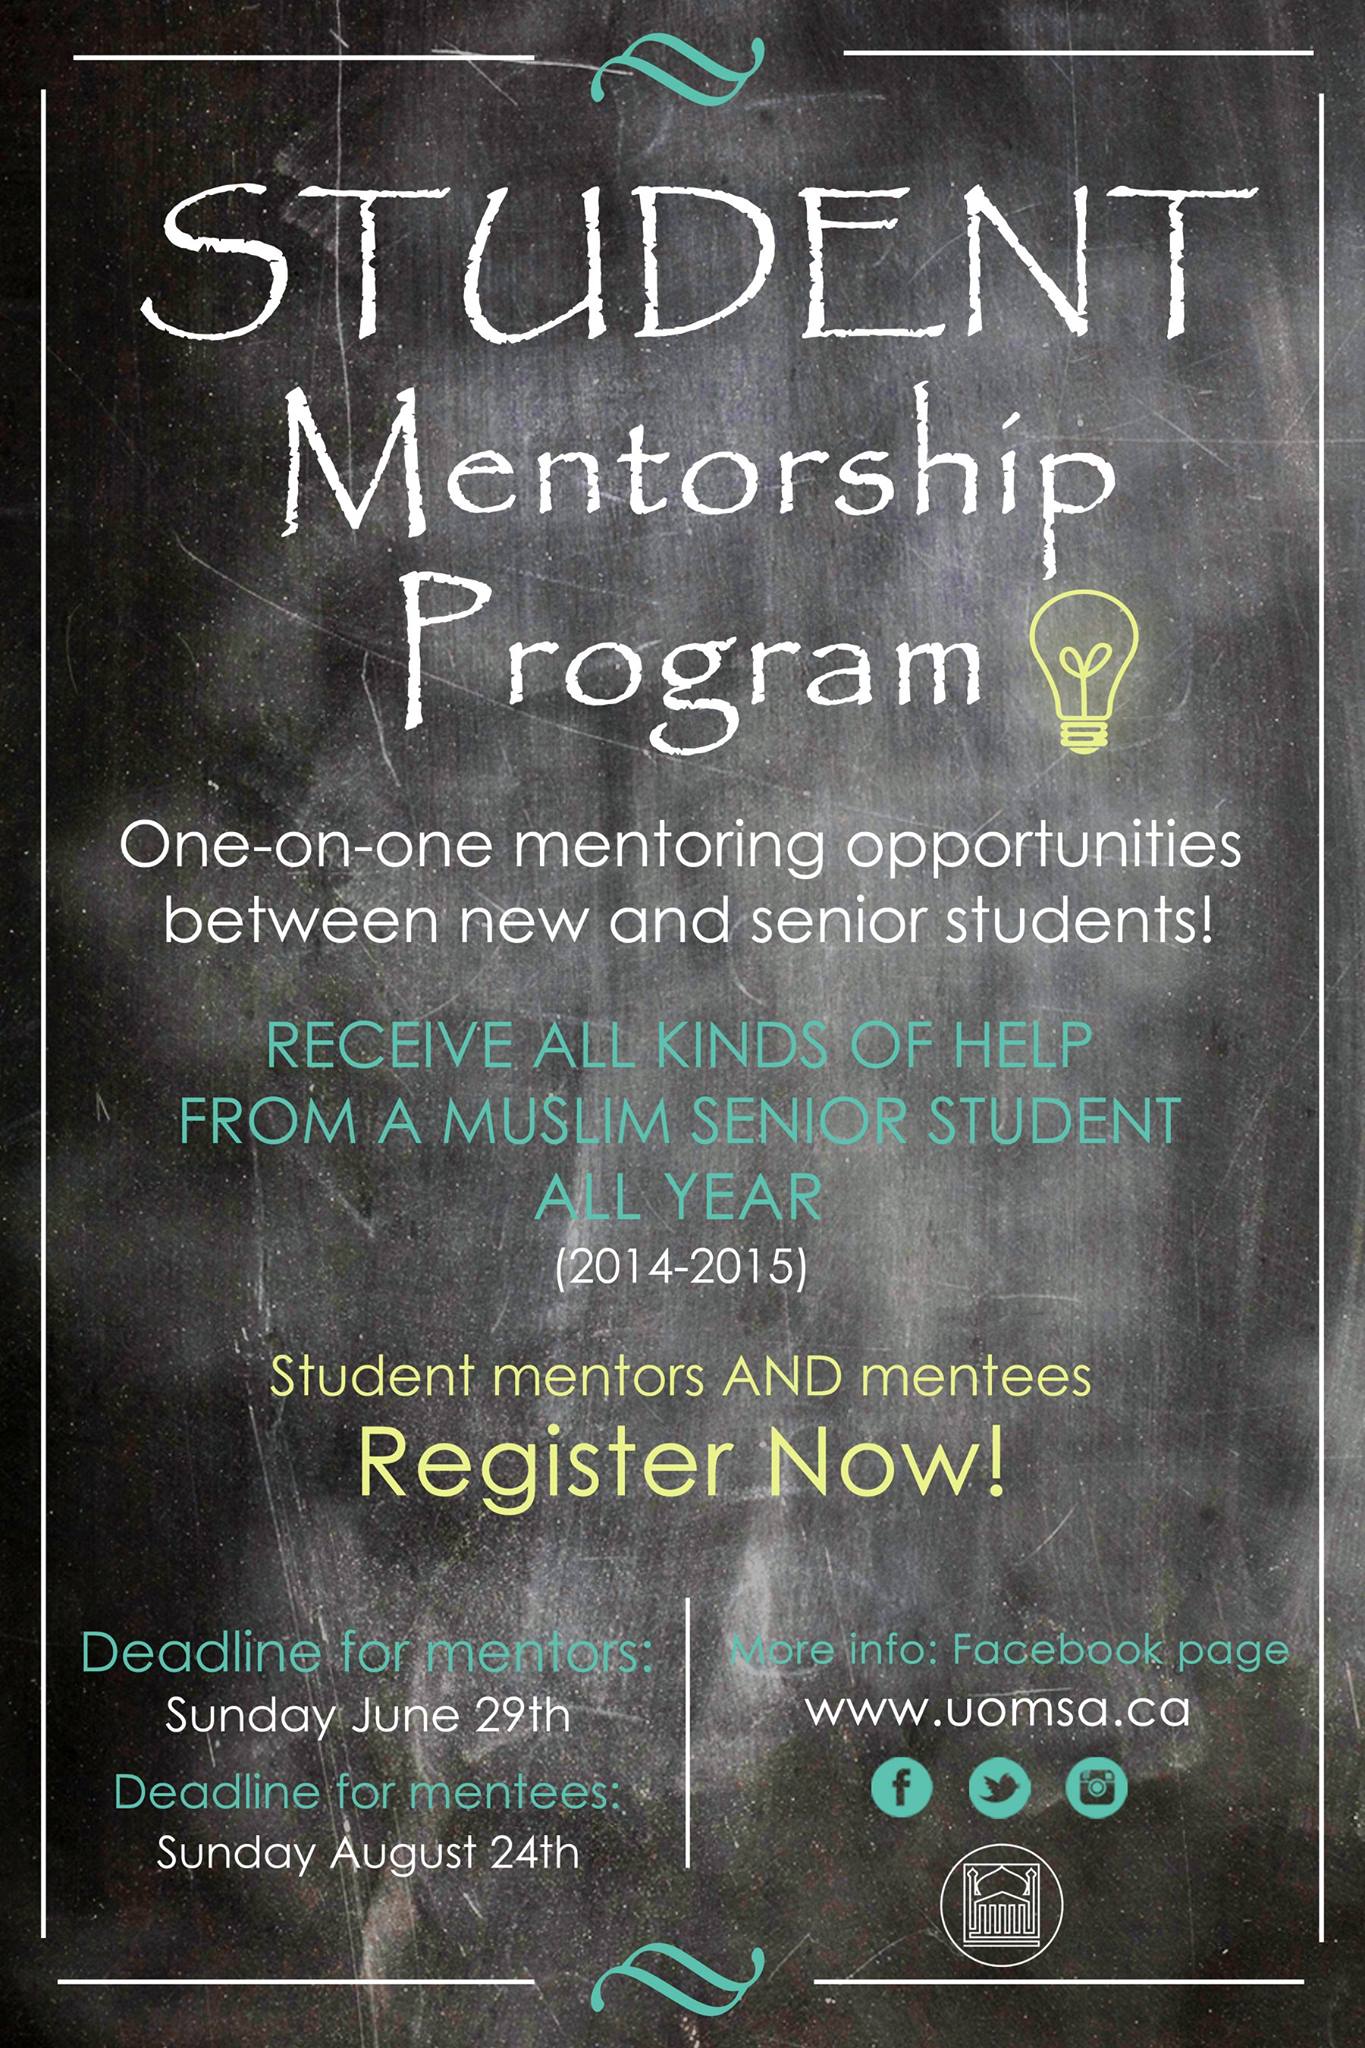 STUDENT
Mentorship
Program
One-on-one mentoring opportunities
between new and senior students!
RECEIVE ALL KINDS OF HELP
FROM A MUSLIM SENIOR STUDENT
ALL YEAR
(2014-2015)
Student mentors AND mentees
Register Now!
Deadline for mentors:
Sunday June 29th
Deadline for mentees:
Sunday August 24th
More info: Facebook page
www.uomsa.ca